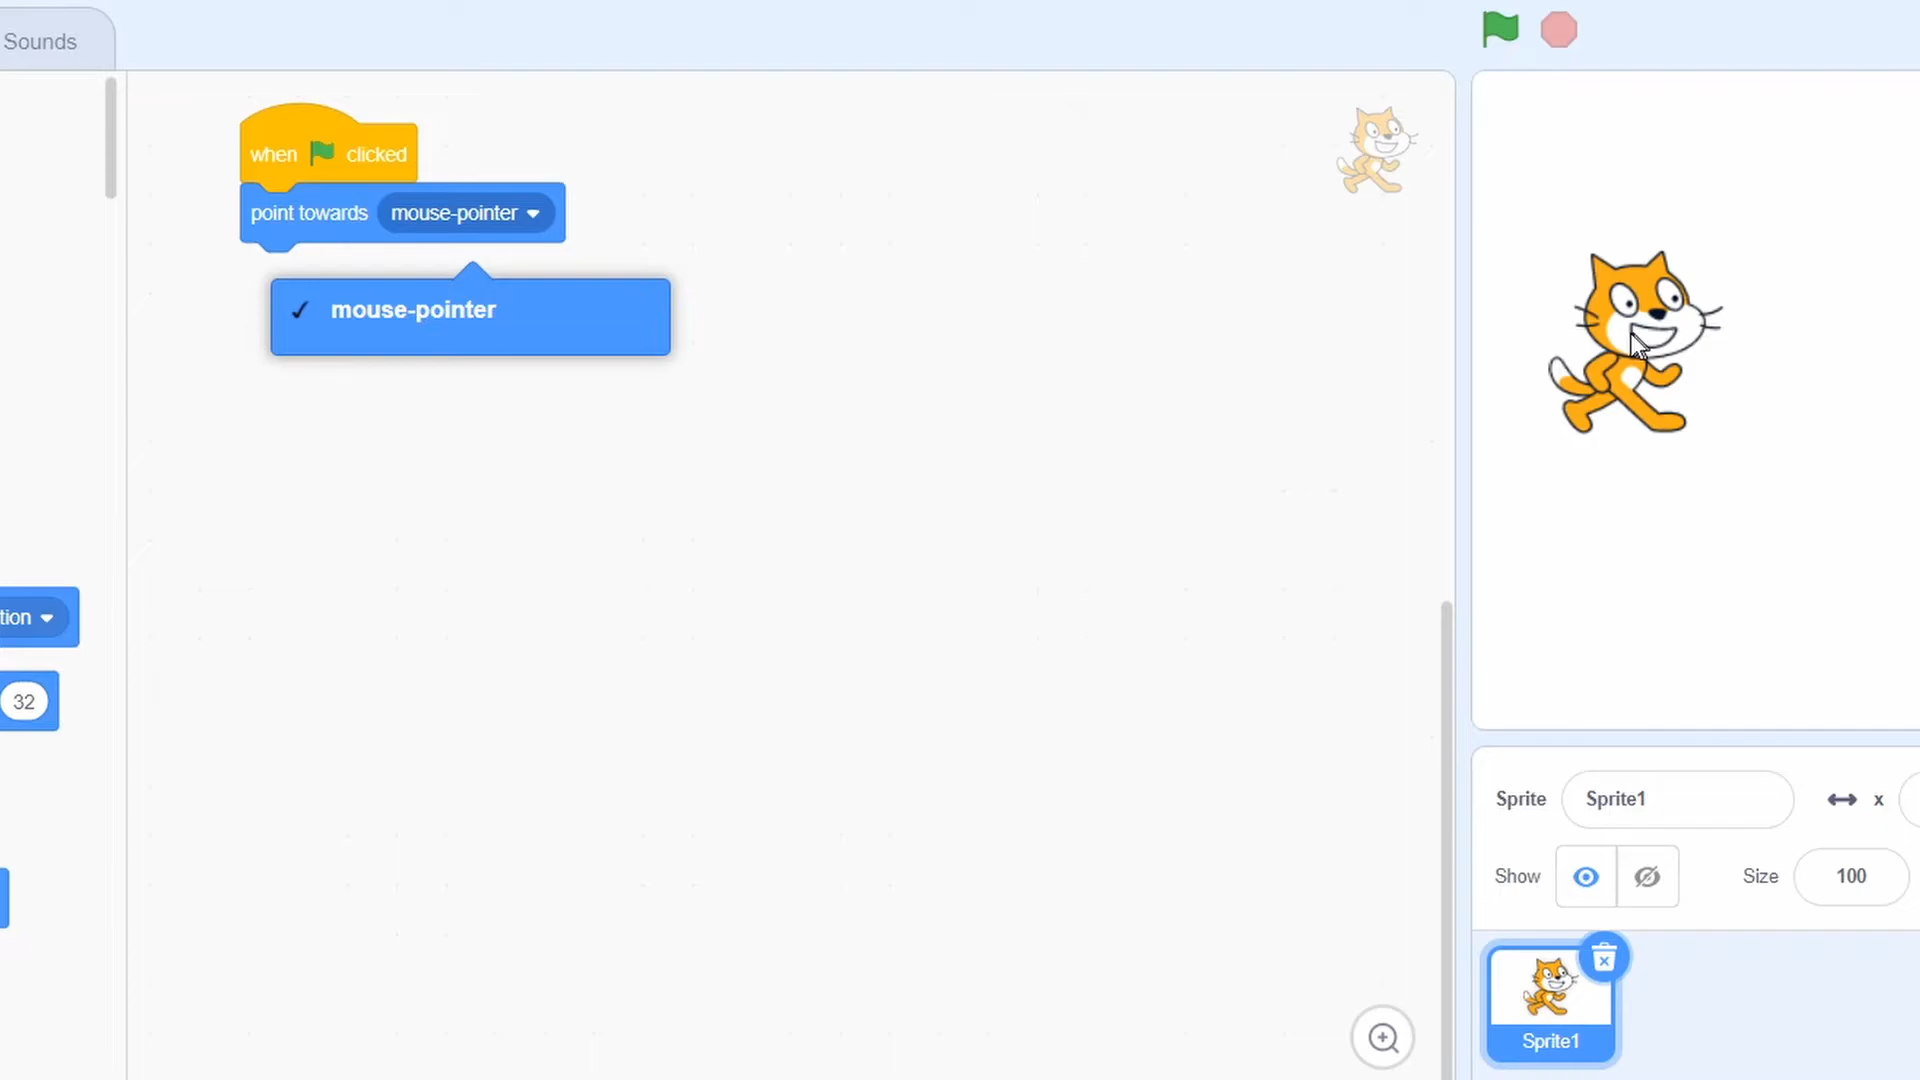 Sounds
when clicked
point towards mouse-pointer
✓ mouse-pointer
tion
32
Sprite Sprite1 x
Show Size 100
Sprite1